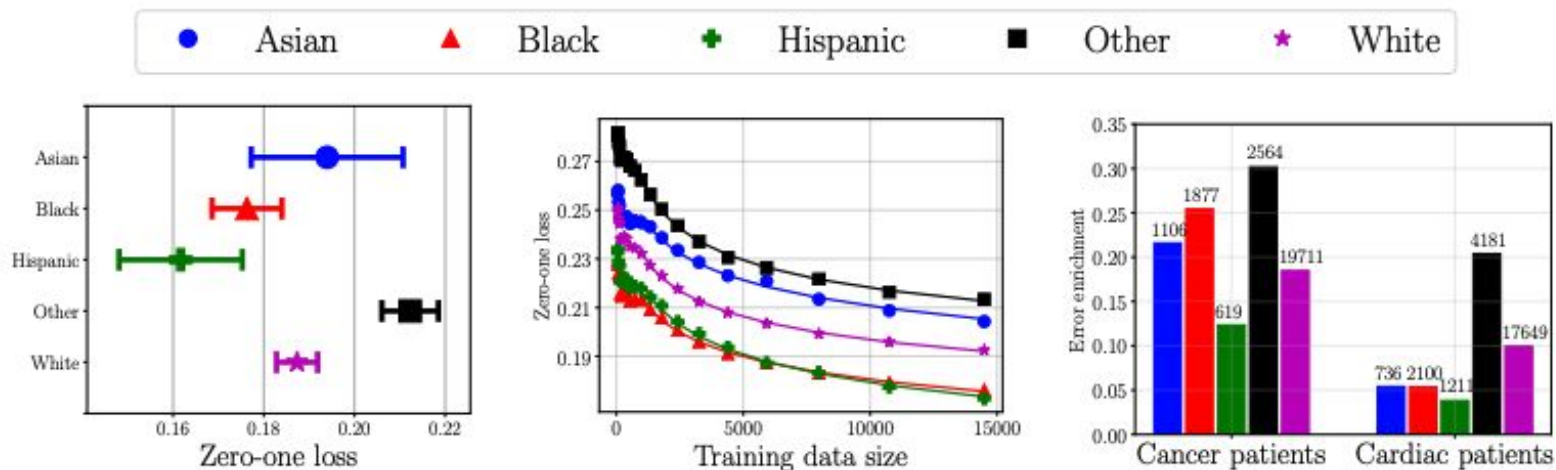 Asian Black Hispanic Other White
Asian
Black
Hispanic
Other
White
0.16 0.18 0.20 0.22
Zero-one loss
Zero-one loss
0.27
0.25
0.23
0.21
0.19
0 5000 10000 15000
Training data size
Error enrichment
0.35
0.30
0.25
0.20
0.15
0.10
0.05
0.00
1106 1877 619 2564 19711
736 2100 1211 4181 17649
Cancer patients Cardiac patients